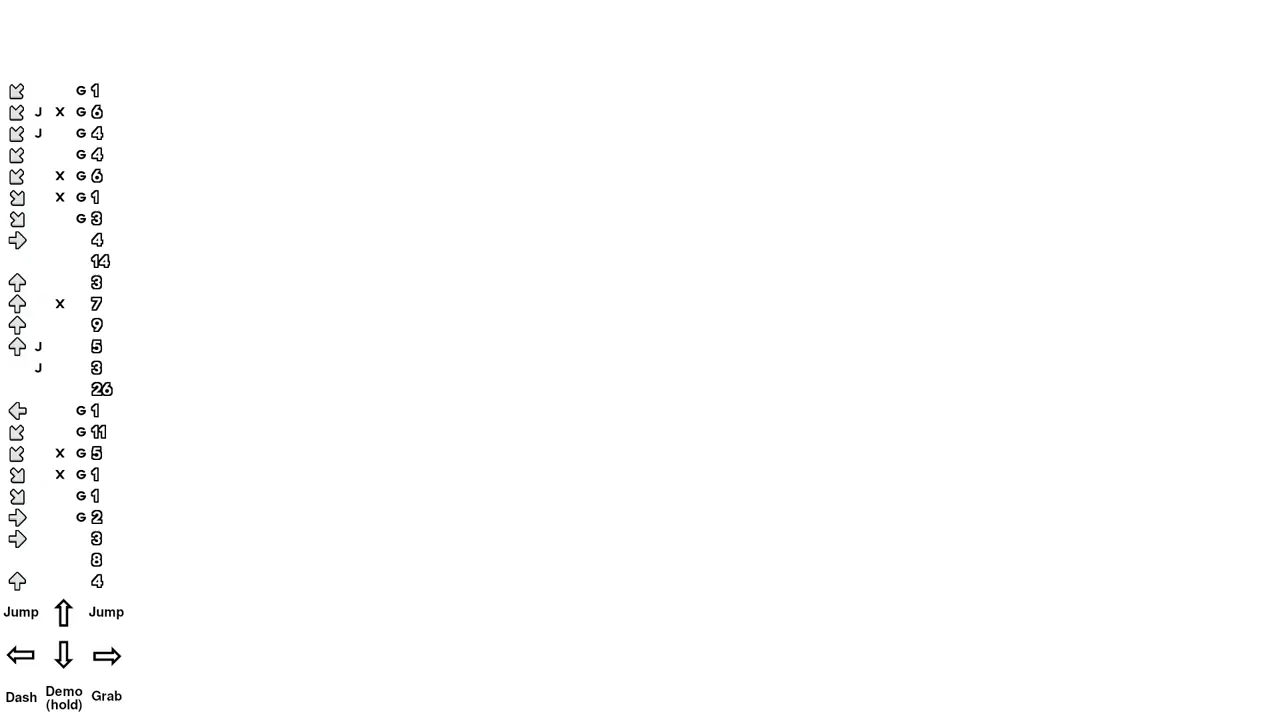 G 1
J X G 6
J G 4
G 4
X G 6
X G 1
G 3
4
14
3
X 7
9
J 5
J 3
26
G 1
G 11
X G 5
X G 1
G 1
G 2
3
8
4
Jump Jump
Dash Demo (hold) Grab